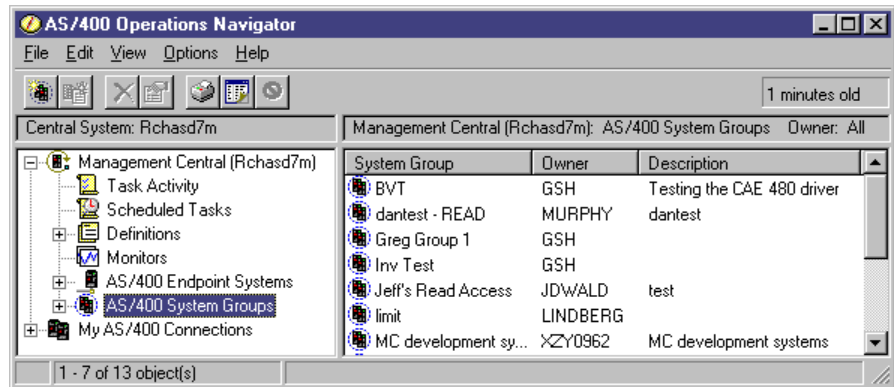 AS/400 Operations Navigator
File Edit View Options Help
1 minutes old
Central System: Rchasd7m
Management Central (Rchasd7m): AS/400 System Groups Owner: All
Management Central (Rchasd7m)
Task Activity
Scheduled Tasks
Definitions
Monitors
AS/400 Endpoint Systems
AS/400 System Groups
My AS/400 Connections
System Group Owner Description
BVT GSH Testing the CAE 480 driver
dantest - READ MURPHY dantest
Greg Group 1 GSH
Inv Test GSH
Jeff's Read Access JDWALD test
limit LINDBERG
MC development sy... XZY0962 MC development systems
1 - 7 of 13 object(s)